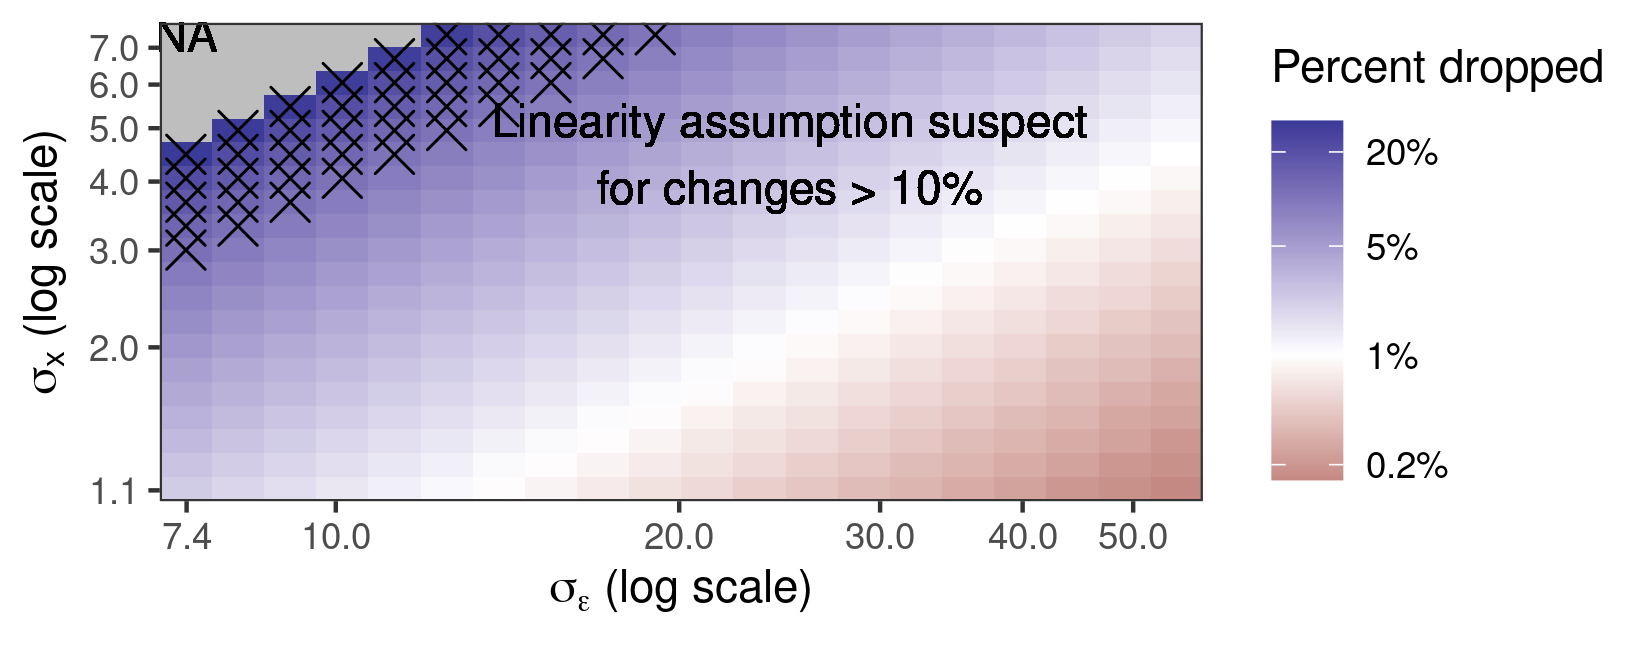 NA
7.0
6.0
5.0
4.0
3.0
2.0
1.1
σx (log scale)
Linearity assumption suspect
for changes > 10%
7.4 10.0 20.0 30.0 40.0 50.0
σε (log scale)
Percent dropped
20%
5%
1%
0.2%